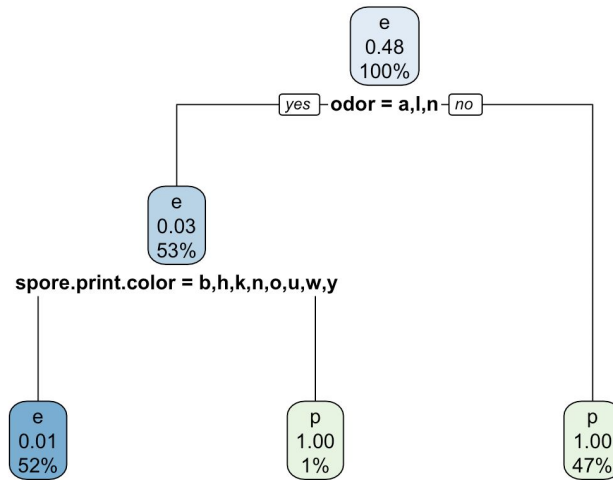 e
0.48
100%
yes odor = a,l,n no
e
0.03
53%
spore.print.color = b,h,k,n,o,u,w,y
e
0.01
52%
p
1.00
1%
p
1.00
47%